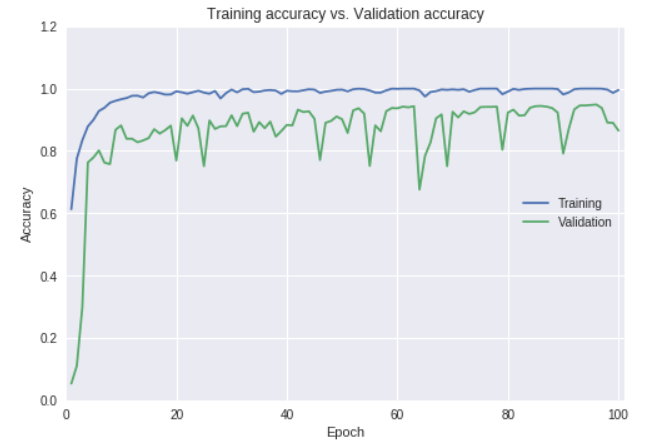 Training accuracy vs. Validation accuracy
1.2
1.0
0.8
0.6
0.4
0.2
0.0
Accuracy
Training
Validation
0 20 40 60 80 100
Epoch